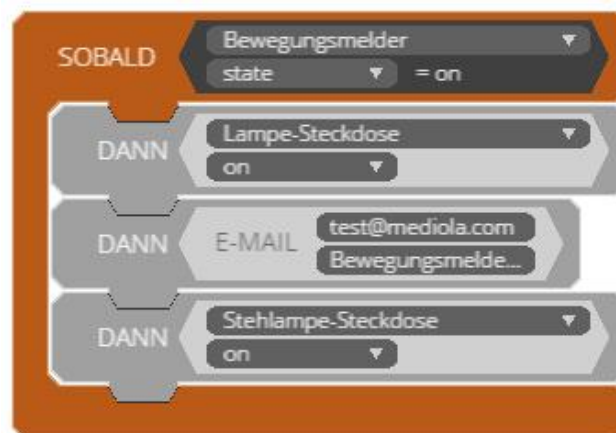 SOBALD
Bewegungsmelder
state = on
DANN
Lampe-Steckdose
on
DANN
E-MAIL
test@mediola.com
Bewegungsmelde...
DANN
Stehlampe-Steckdose
on